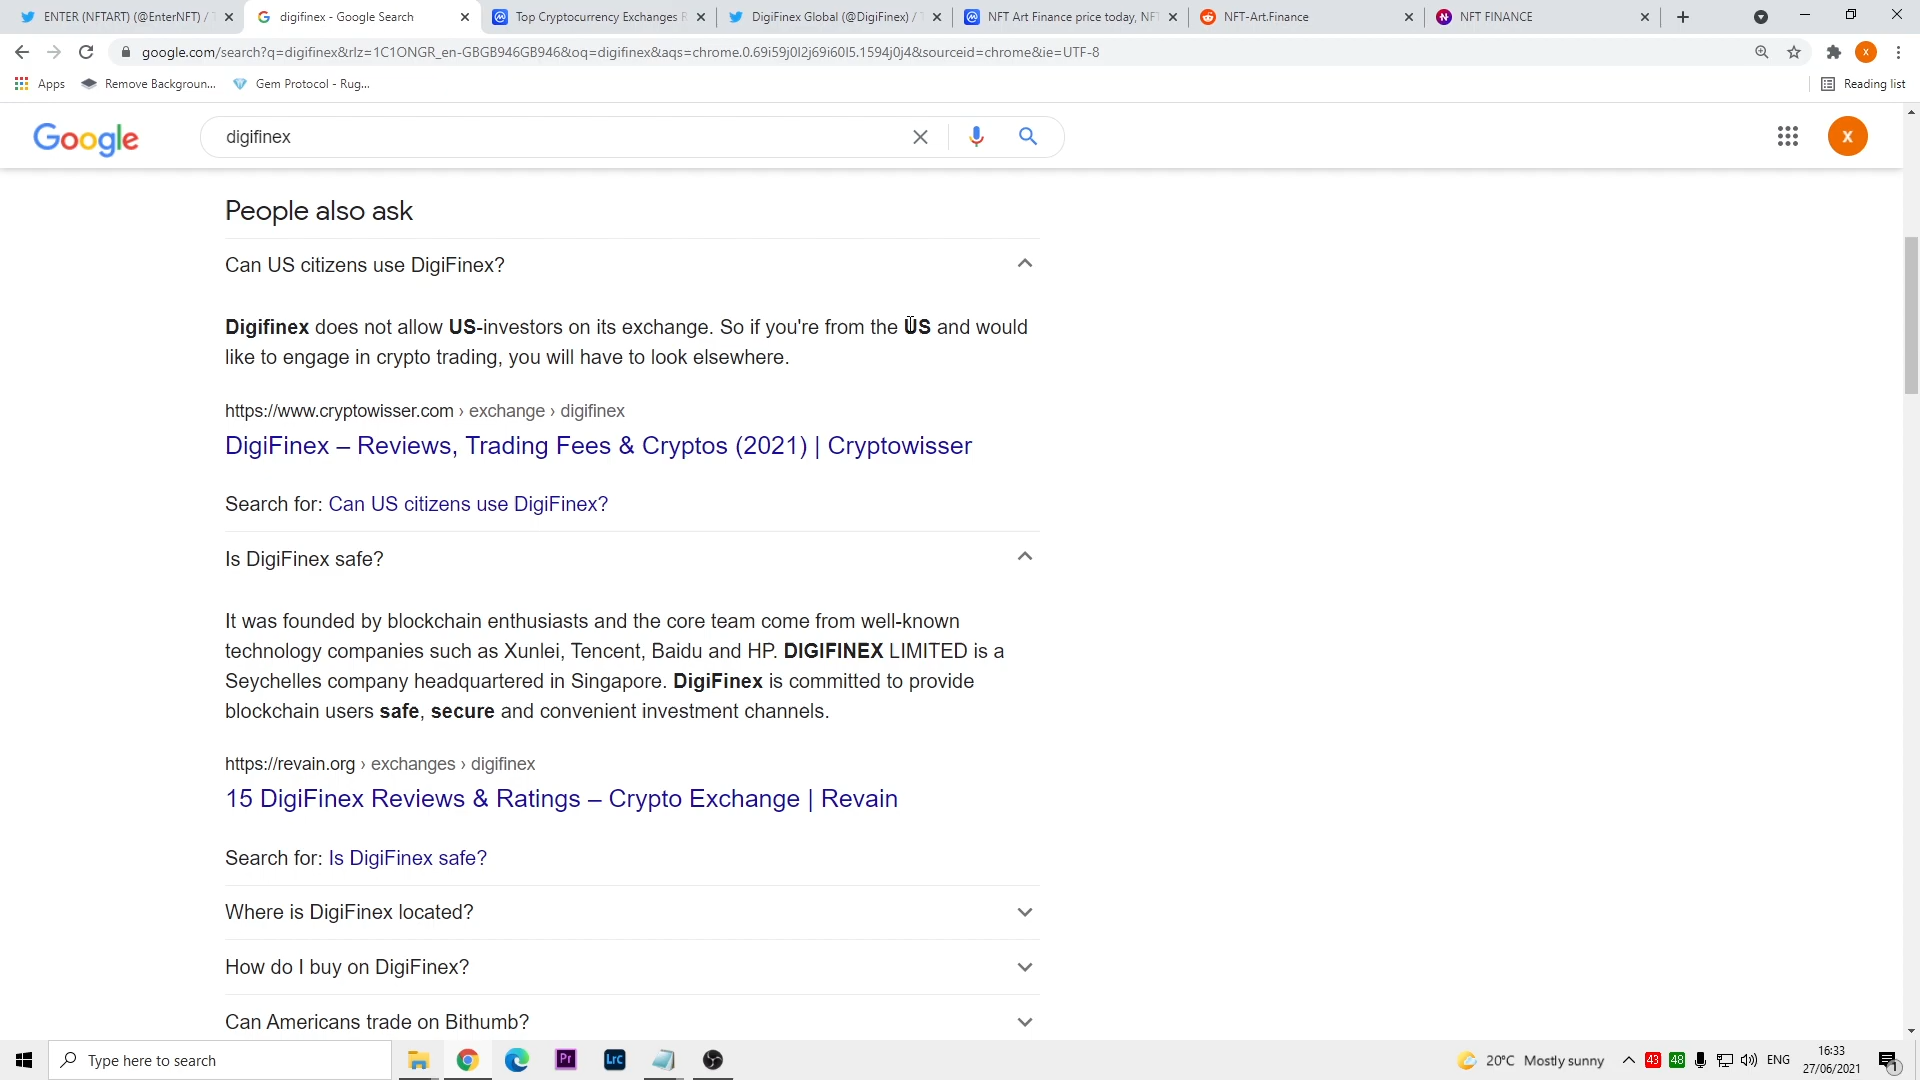 ENTER (NFTART) (@EnterNFT) / T
digifinex - Google Search
Top Cryptocurrency Exchanges R
DigiFinex Global (@DigiFinex) / T
NFT Art Finance price today, NFT
NFT-Art.Finance
NFT FINANCE
google.com/search?q=digifinex&rlz=1C1ONGR_en-GBGB946GB946&oq=digifinex&aqs=chrome.0.69i59j0l2j69i60l5.1594j0j4&sourceid=chrome&ie=UTF-8
X
Apps
Remove Backgroun...
Gem Protocol - Rug...
Reading list
Google
digifinex
X
People also ask
Can US citizens use DigiFinex?
Digifinex does not allow US-investors on its exchange. So if you're from the US and would
like to engage in crypto trading, you will have to look elsewhere.
https://www.cryptowisser.com › exchange › digifinex
DigiFinex – Reviews, Trading Fees & Cryptos (2021) | Cryptowisser
Search for: Can US citizens use DigiFinex?
Is DigiFinex safe?
It was founded by blockchain enthusiasts and the core team come from well-known
technology companies such as Xunlei, Tencent, Baidu and HP. DIGIFINEX LIMITED is a
Seychelles company headquartered in Singapore. DigiFinex is committed to provide
blockchain users safe, secure and convenient investment channels.
https://revain.org › exchanges › digifinex
15 DigiFinex Reviews & Ratings – Crypto Exchange | Revain
Search for: Is DigiFinex safe?
Where is DigiFinex located?
How do I buy on DigiFinex?
Can Americans trade on Bithumb?
Type here to search
Pr
Lrc
20°C Mostly sunny
43
48
ENG
16:33
27/06/2021
1